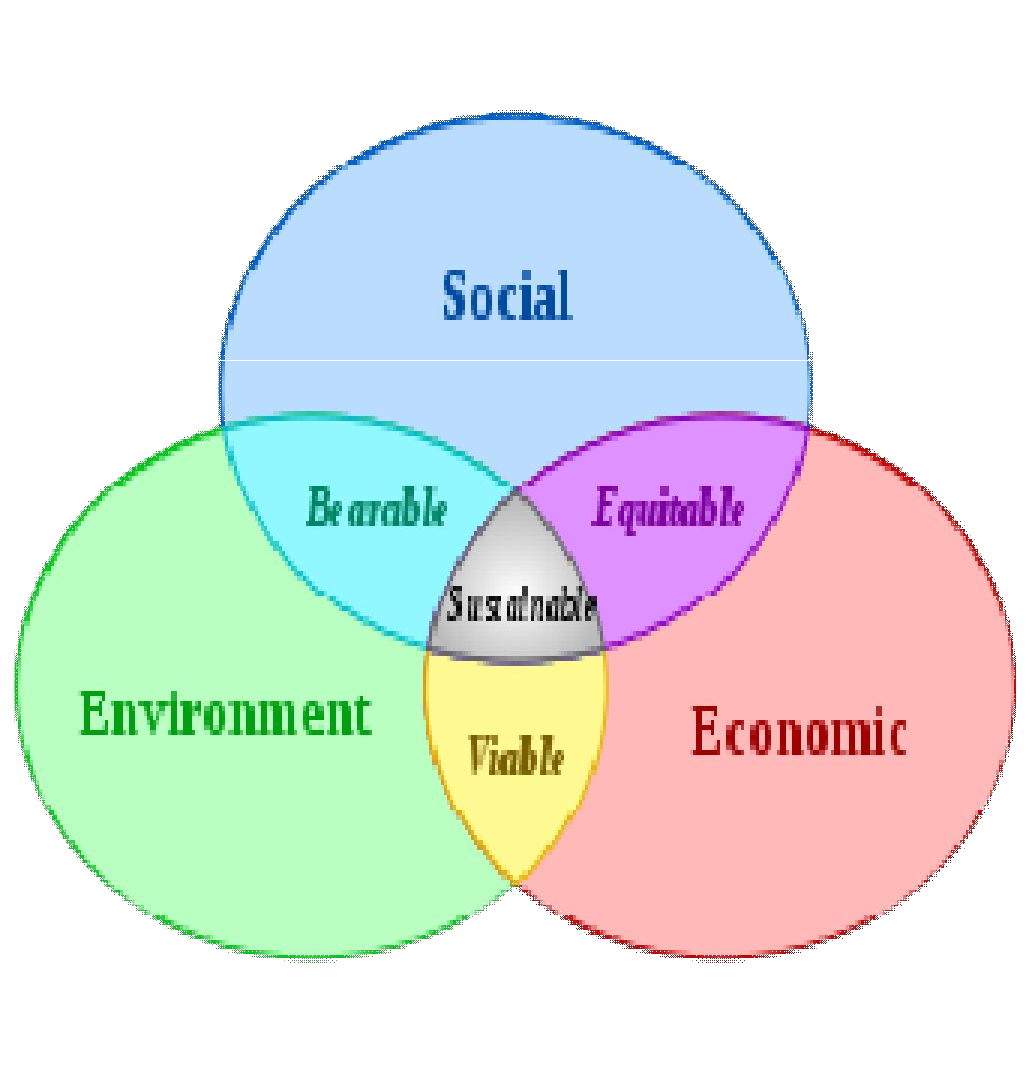 Social
Bearable
Equitable
Sustainable
Environment
Economic
Viable